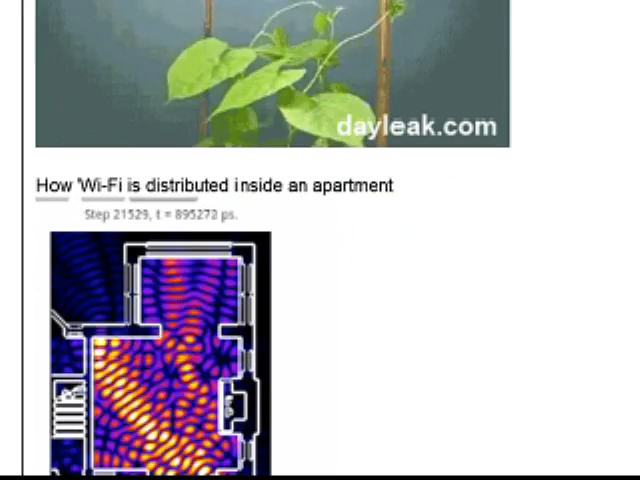 dayleak.com
How 'Wi-Fi is distributed inside an apartment
Step 21529, t = 895272 ps.